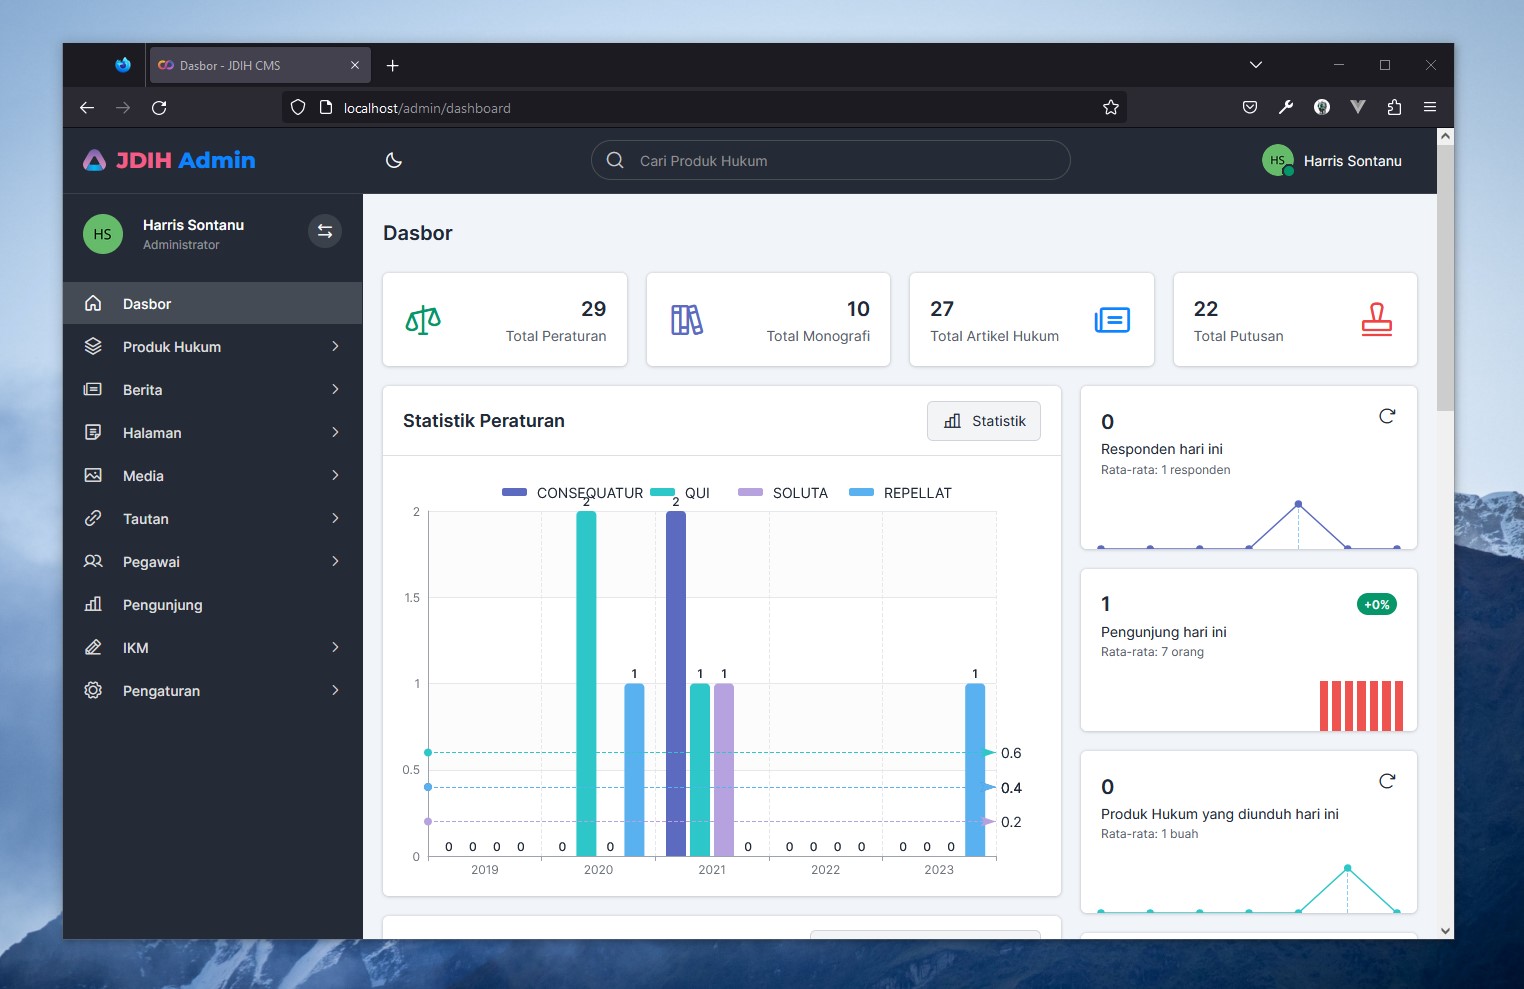 Dasbor - JDIH CMS
localhost/admin/dashboard
JDIH Admin
Cari Produk Hukum
HS
Harris Sontanu
HS
Harris Sontanu
Administrator
Dasbor
Produk Hukum
Berita
Halaman
Media
Tautan
Pegawai
Pengunjung
IKM
Pengaturan
Dasbor
29
Total Peraturan
10
Total Monografi
27
Total Artikel Hukum
22
Total Putusan
Statistik Peraturan
Statistik
CONSEQUATUR QUI SOLUTA REPELLAT
2 2
2
1.5
1 1 1 1 1
1
0.6
0.5
0.4
0.2
0 0 0 0 0 0 0 0 0 0 0 0 0 0
0
2019 2020 2021 2022 2023
0
Responden hari ini
Rata-rata: 1 responden
1
+0%
Pengunjung hari ini
Rata-rata: 7 orang
0
Produk Hukum yang diunduh hari ini
Rata-rata: 1 buah